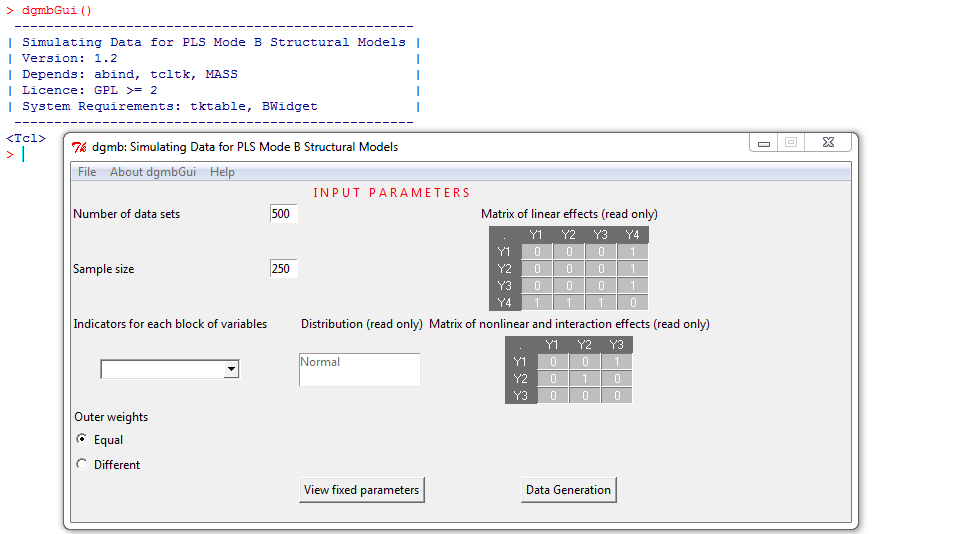 > dgmbGui()
------------------------------------------------
| Simulating Data for PLS Mode B Structural Models |
| Version: 1.2 |
| Depends: abind, tcltk, MASS |
| Licence: GPL >= 2 |
| System Requirements: tktable, BWidget |
------------------------------------------------
<Tcl>
>
dgmb: Simulating Data for PLS Mode B Structural Models
File About dgmbGui Help
INPUT PARAMETERS
Number of data sets 500
Matrix of linear effects (read only)
. Y1 Y2 Y3 Y4
Y1 0 0 0 1
Y2 0 0 0 1
Y3 0 0 0 1
Y4 1 1 1 0
Sample size 250
Indicators for each block of variables
Distribution (read only)
Normal
Matrix of nonlinear and interaction effects (read only)
. Y1 Y2 Y3
Y1 0 0 1
Y2 0 1 0
Y3 0 0 0
Outer weights
Equal
Different
View fixed parameters
Data Generation